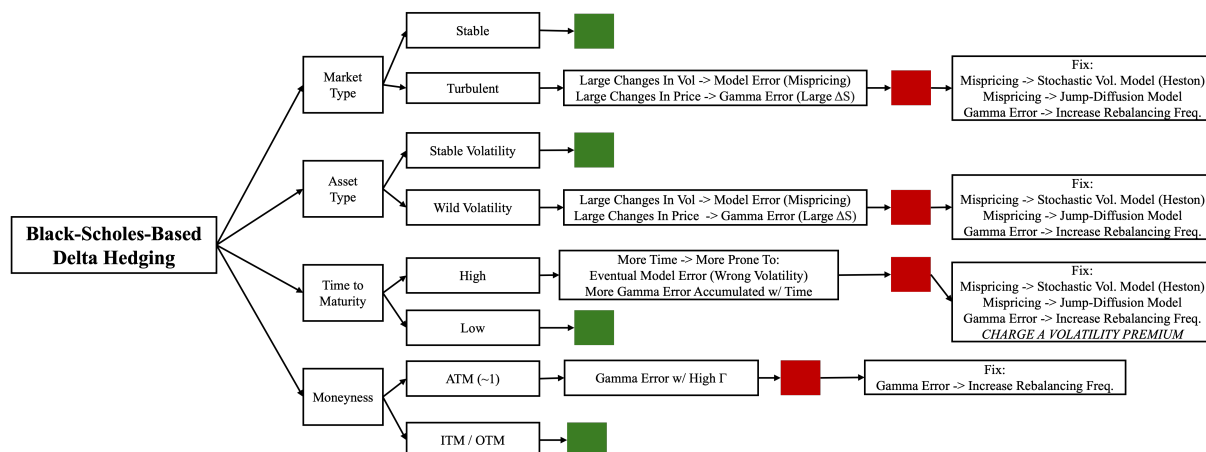 Black-Scholes-Based
Delta Hedging
Market
Type
Stable
Turbulent
Large Changes In Vol -> Model Error (Mispricing)
Large Changes In Price -> Gamma Error (Large ΔS)
Fix:
Mispricing -> Stochastic Vol. Model (Heston)
Mispricing -> Jump-Diffusion Model
Gamma Error -> Increase Rebalancing Freq.
Asset
Type
Stable Volatility
Wild Volatility
Large Changes In Vol -> Model Error (Mispricing)
Large Changes In Price -> Gamma Error (Large ΔS)
Fix:
Mispricing -> Stochastic Vol. Model (Heston)
Mispricing -> Jump-Diffusion Model
Gamma Error -> Increase Rebalancing Freq.
Time to
Maturity
High
More Time -> More Prone To:
Eventual Model Error (Wrong Volatility)
More Gamma Error Accumulated w/ Time
Fix:
Mispricing -> Stochastic Vol. Model (Heston)
Mispricing -> Jump-Diffusion Model
Gamma Error -> Increase Rebalancing Freq.
CHARGE A VOLATILITY PREMIUM
Low
Moneyness
ATM (~1)
Gamma Error w/ High Γ
Fix:
Gamma Error -> Increase Rebalancing Freq.
ITM / OTM